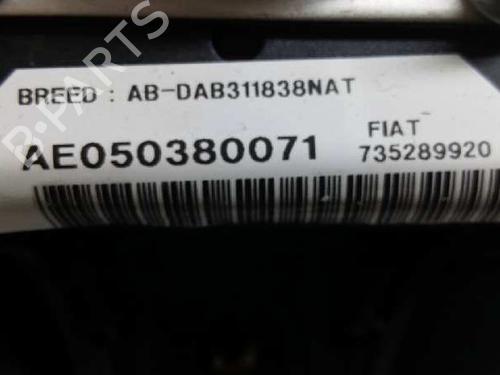 BREED : AB-DAB311838NAT
AE050380071
FIAT
735289920
B-PARTS